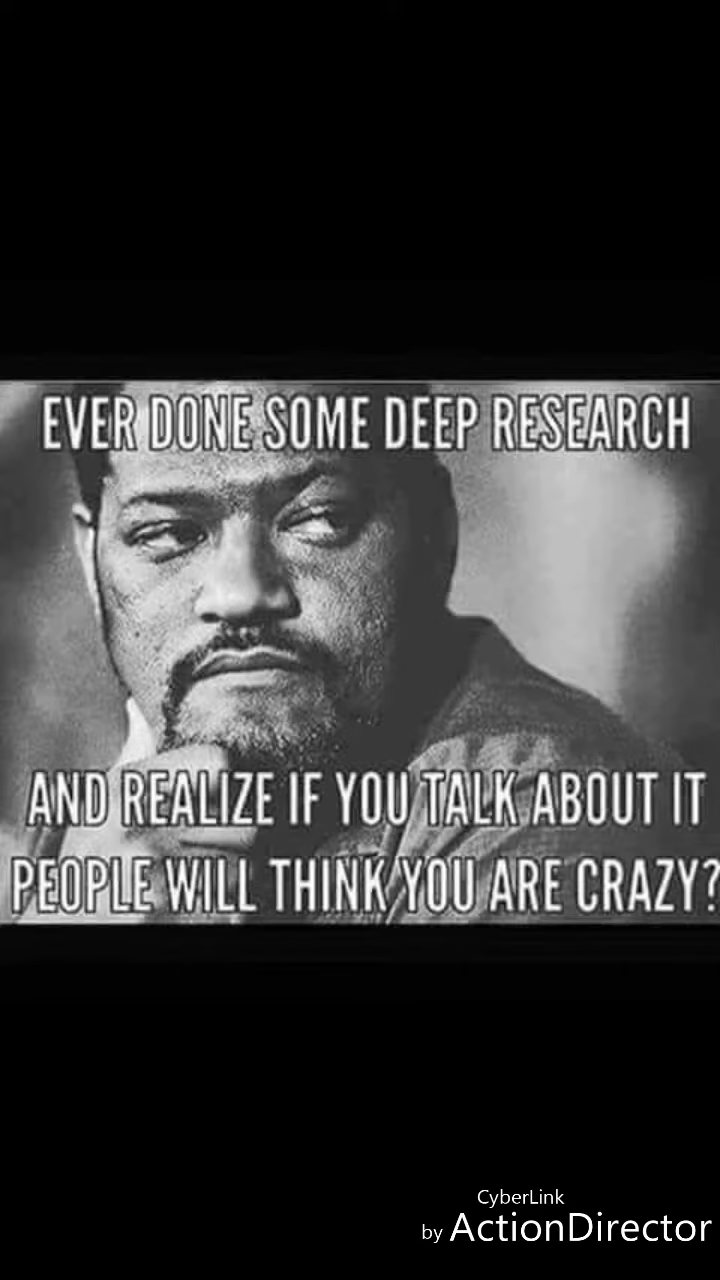 EVER DONE SOME DEEP RESEARCH
AND REALIZE IF YOU TALK ABOUT IT
PEOPLE WILL THINK YOU ARE CRAZY?
CyberLink
by ActionDirector